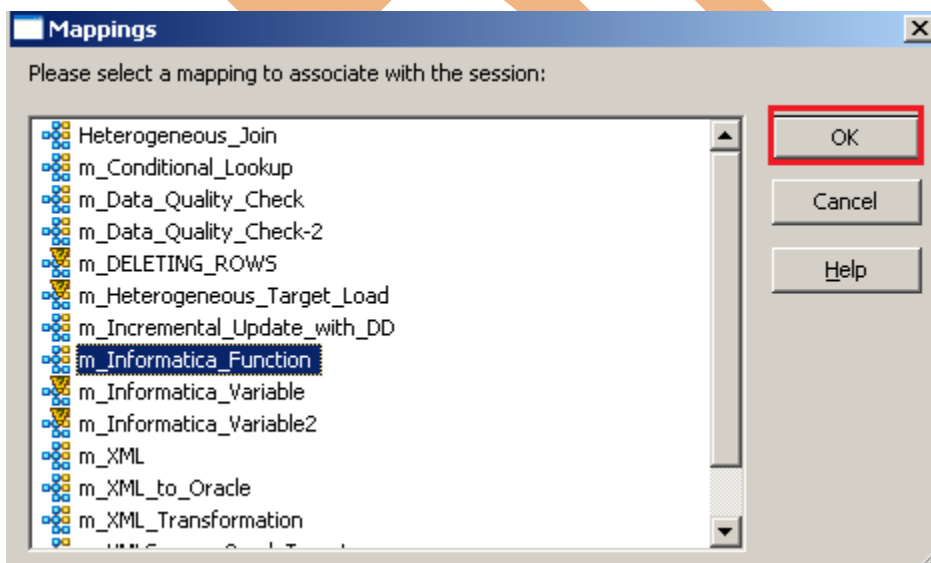 Mappings
Please select a mapping to associate with the session:
Heterogeneous_Join
m_Conditional_Lookup
m_Data_Quality_Check
m_Data_Quality_Check-2
m_DELETING_ROWS
m_Heterogeneous_Target_Load
m_Incremental_Update_with_DD
m_Informatica_Function
m_Informatica_Variable
m_Informatica_Variable2
m_XML
m_XML_to_Oracle
m_XML_Transformation
OK
Cancel
Help